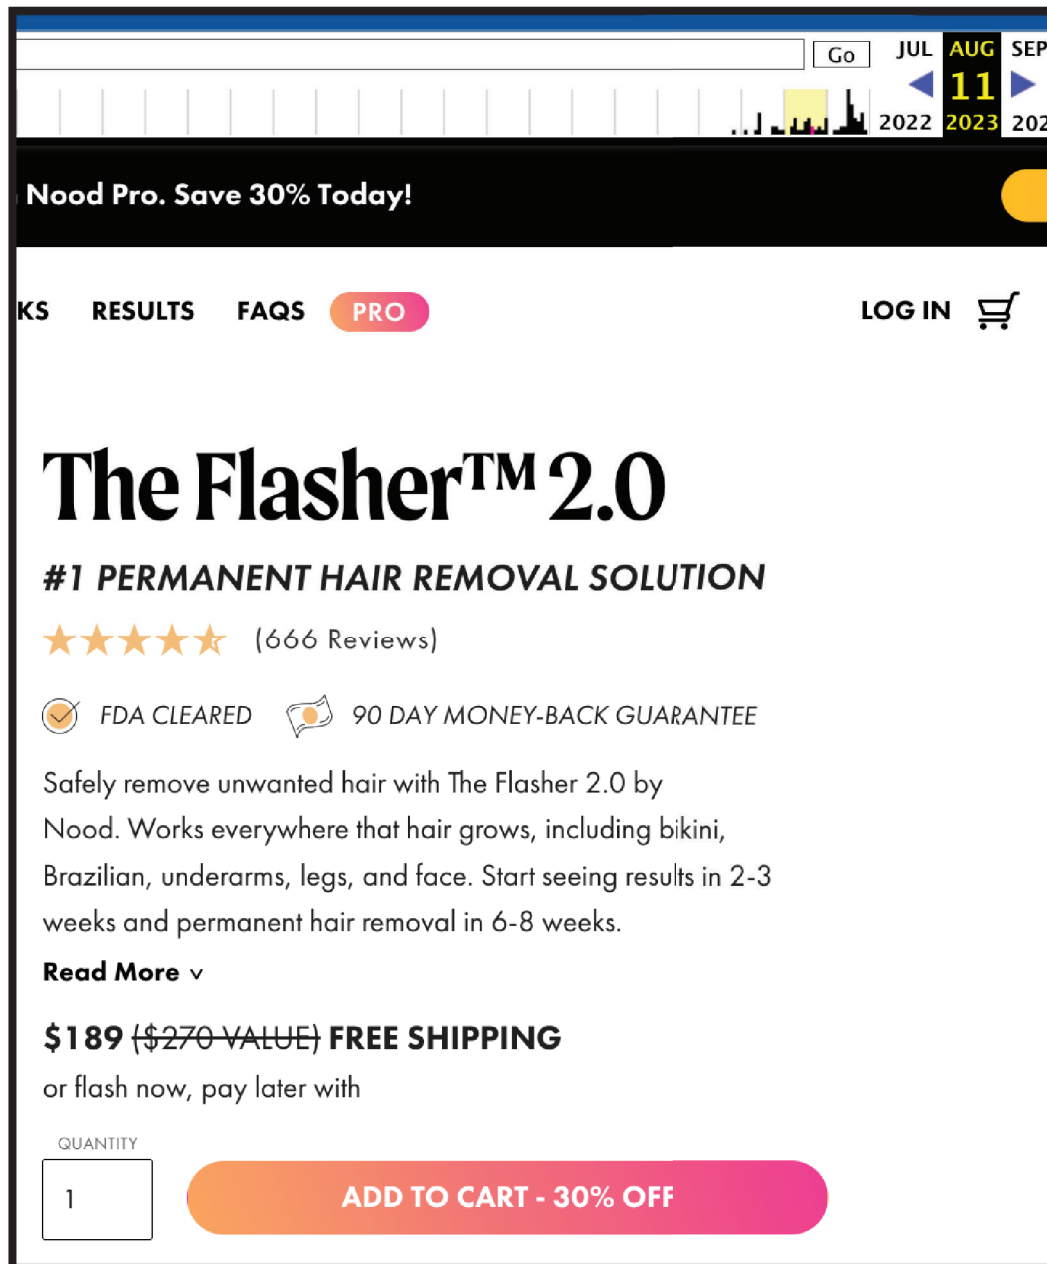 Go
JUL AUG SEP
11
2022 2023 202
Nood Pro. Save 30% Today!
KS RESULTS FAQS PRO LOG IN
The Flasher™ 2.0
#1 PERMANENT HAIR REMOVAL SOLUTION
(666 Reviews)
FDA CLEARED 90 DAY MONEY-BACK GUARANTEE
Safely remove unwanted hair with The Flasher 2.0 by
Nood. Works everywhere that hair grows, including bikini,
Brazilian, underarms, legs, and face. Start seeing results in 2-3
weeks and permanent hair removal in 6-8 weeks.
Read More
$189 ($270 VALUE) FREE SHIPPING
or flash now, pay later with
QUANTITY
1
ADD TO CART - 30% OFF